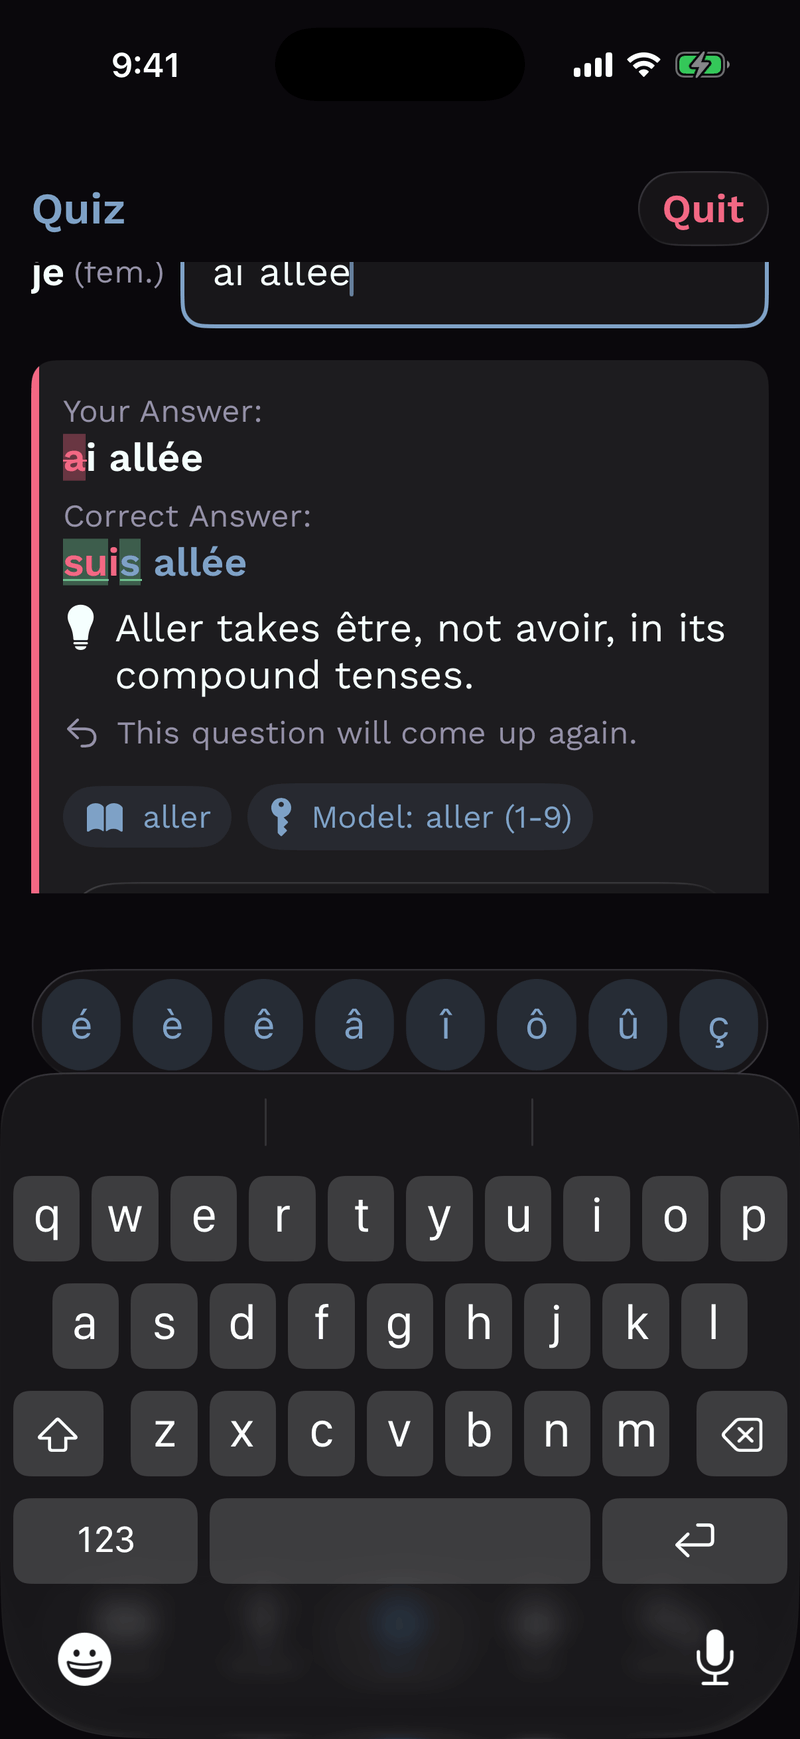 9:41
Quiz
Quit
je (fem.) ai allée
Your Answer:
ai allée
Correct Answer:
suis allée
Aller takes être, not avoir, in its
compound tenses.
This question will come up again.
aller
Model: aller (1-9)
é è ê â î ô û ç
q w e r t y u i o p
a s d f g h j k l
z x c v b n m
123